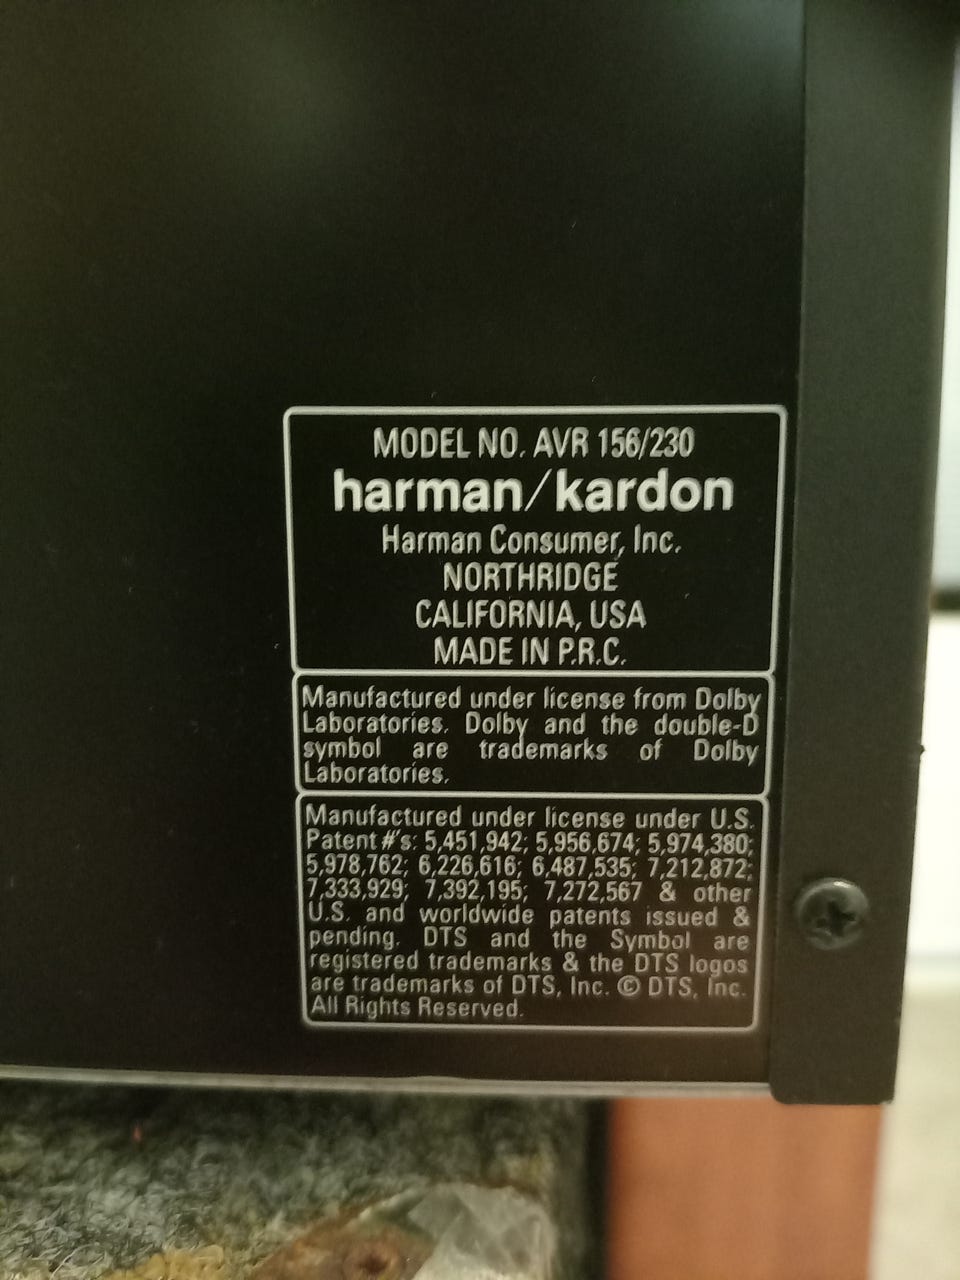 MODEL NO. AVR 156/230
harman/kardon
Harman Consumer, Inc.
NORTHRIDGE
CALIFORNIA, USA
MADE IN P.R.C.
Manufactured under license from Dolby
Laboratories. Dolby and the double-D
symbol are trademarks of Dolby
Laboratories.
Manufactured under license under U.S.
Patent #'s: 5,451,942; 5,956,674; 5,974,380;
5,978,762; 6,226,616; 6,487,535; 7,212,872;
7,333,929; 7,392,195; 7,272,567 & other
U.S. and worldwide patents issued &
pending. DTS and the Symbol are
registered trademarks & the DTS logos
are trademarks of DTS, Inc. © DTS, Inc.
All Rights Reserved.